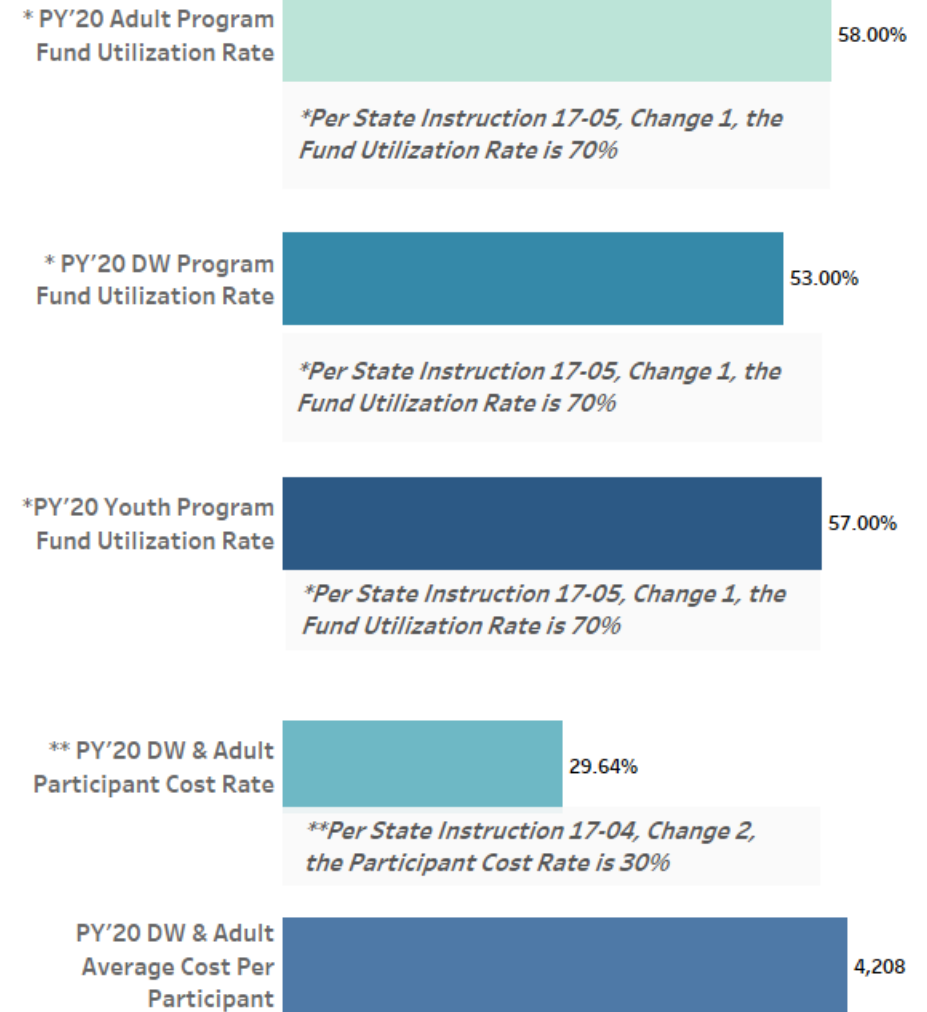 * PY'20 Adult Program
Fund Utilization Rate
58.00%
*Per State Instruction 17-05, Change 1, the
Fund Utilization Rate is 70%
* PY'20 DW Program
Fund Utilization Rate
53.00%
*Per State Instruction 17-05, Change 1, the
Fund Utilization Rate is 70%
*PY'20 Youth Program
Fund Utilization Rate
57.00%
*Per State Instruction 17-05, Change 1, the
Fund Utilization Rate is 70%
** PY'20 DW & Adult
Participant Cost Rate
29.64%
**Per State Instruction 17-04, Change 2,
the Participant Cost Rate is 30%
PY'20 DW & Adult
Average Cost Per
Participant
4,208